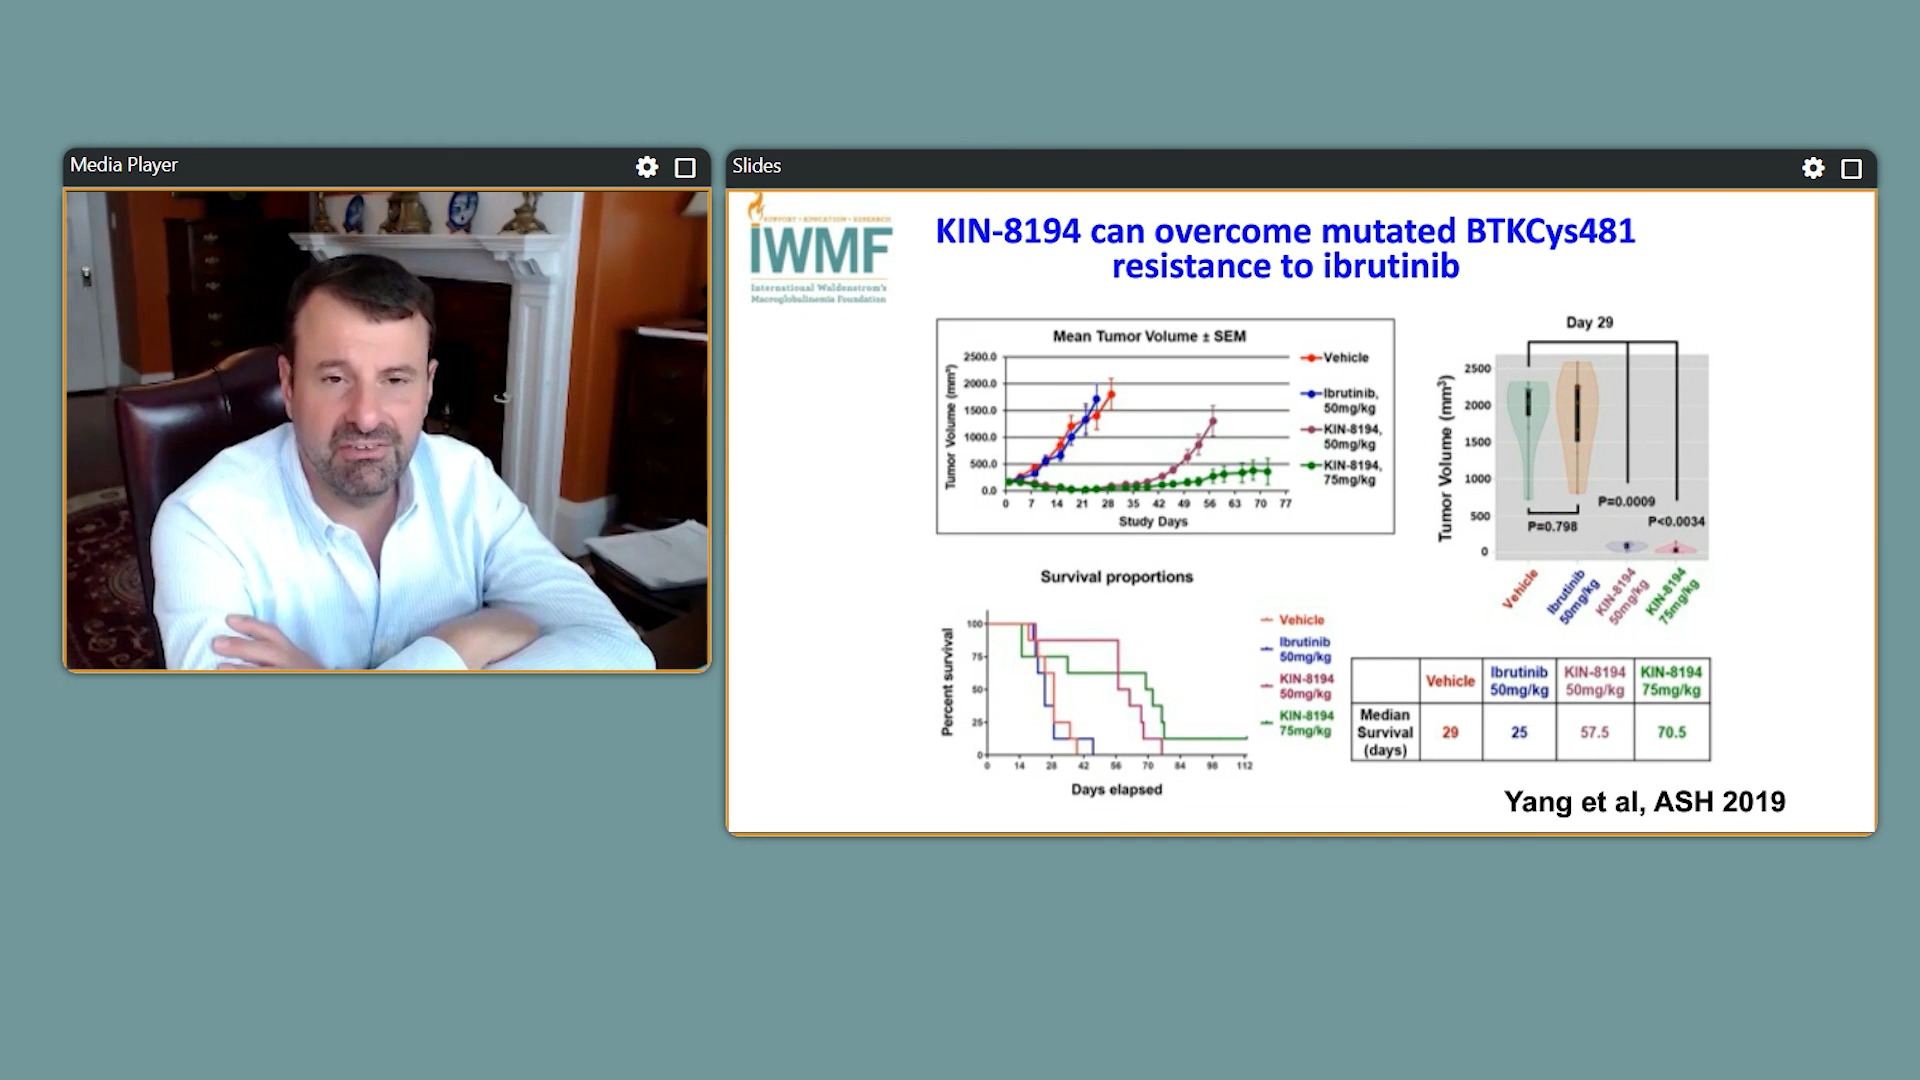 Media Player
Slides
SUPPORT • EDUCATION • RESEARCH
IWMF
International Waldenstrom's
Macroglobulinemia Foundation
KIN-8194 can overcome mutated BTKCys481
resistance to ibrutinib
Mean Tumor Volume ± SEM
Tumor Volume (mm³)
2500.0
2000.0
1500.0
1000.0
500.0
0.0
0 7 14 21 28 35 42 49 56 63 70 77
Study Days
Vehicle
Ibrutinib,
50mg/kg
KIN-8194,
50mg/kg
KIN-8194,
75mg/kg
Day 29
Tumor Volume (mm³)
2500
2000
1500
1000
500
0
P=0.798
P=0.0009
P<0.0034
Vehicle
Ibrutinib
50mg/kg
KIN-8194
50mg/kg
KIN-8194
75mg/kg
Survival proportions
Percent survival
100
75
50
25
0
0 14 28 42 56 70 84 98 112
Days elapsed
Vehicle
Ibrutinib
50mg/kg
KIN-8194
50mg/kg
KIN-8194
75mg/kg
Vehicle
Ibrutinib
50mg/kg
KIN-8194
50mg/kg
KIN-8194
75mg/kg
Median
Survival
(days)
29
25
57.5
70.5
Yang et al, ASH 2019